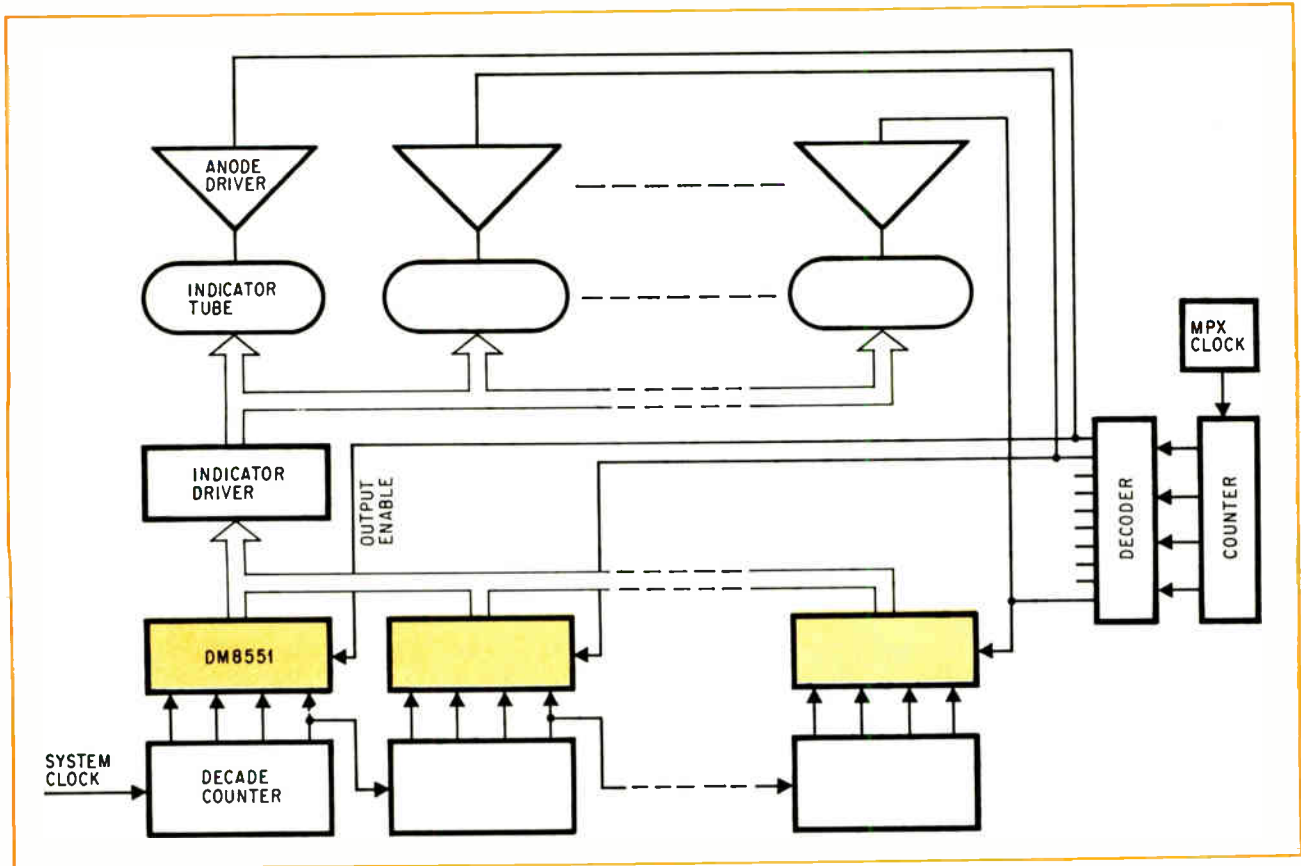 ANODE
DRIVER
INDICATOR
TUBE
MPX
CLOCK
INDICATOR
DRIVER
OUTPUT
ENABLE
DECODER
COUNTER
DM8551
SYSTEM
CLOCK
DECADE
COUNTER